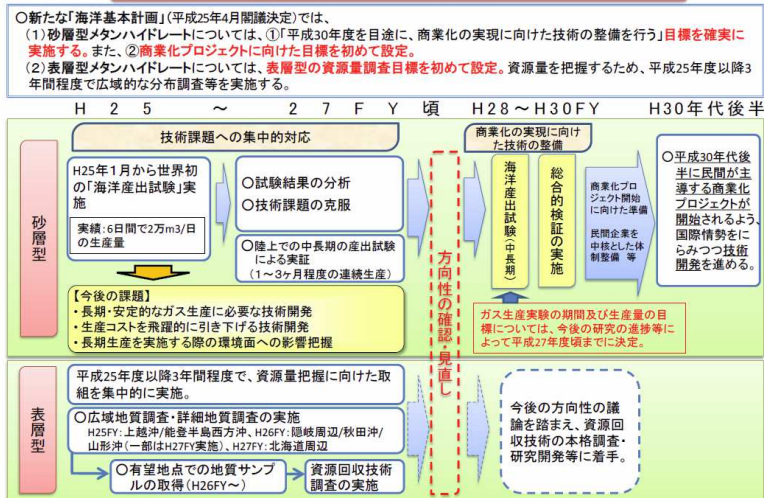 ○新たな「海洋基本計画」（平成25年4月閣議決定）では、
（1）砂層型メタンハイドレートについては、①「平成30年度を目途に、商業化の実現に向けた技術の整備を行う」目標を確実に
実施する。また、②商業化プロジェクトに向けた目標を初めて設定。
（2）表層型メタンハイドレートについては、表層型の資源量調査目標を初めて設定。資源量を把握するため、平成25年度以降3
年間程度で広域的な分布調査等を実施する。
H25～27FY頃
H28～H30FY
H30年代後半
砂層型
技術課題への集中的対応
H25年1月から世界初
の「海洋産出試験」実
施
実績：6日間で2万m3/日
の生産量
○試験結果の分析
○技術課題の克服
○陸上での中長期の産出試験
による実証
（1～3ヶ月程度の連続生産）
【今後の課題】
・長期・安定的なガス生産に必要な技術開発
・生産コストを飛躍的に引き下げる技術開発
・長期生産を実施する際の環境面への影響把握
方向性の確認・見直し
商業化の実現に向け
た技術の整備
海洋産出試験（中長期）
総合的検証の実施
商業化プロ
ジェクト開始
に向けた準備
民間企業を
中核とした体
制整備　等
○平成30年代後
半に民間が主
導する商業化
プロジェクトが
開始されるよう、
国際情勢をに
らみつつ技術
開発を進める。
ガス生産実験の期間及び生産量の目
標については、今後の研究の進捗等に
よって平成27年度頃までに決定。
表層型
平成25年度以降3年間程度で、資源量把握に向けた取
組を集中的に実施。
○広域地質調査・詳細地質調査の実施
H25FY：上越沖/能登半島西方沖、H26FY：隠岐周辺/秋田沖/
山形沖（一部はH27FY実施）、H27FY：北海道周辺
○有望地点での地質サンプ
ルの取得（H26FY～）
資源回収技術
調査の実施
今後の方向性の議
論を踏まえ、資源回
収技術の本格調査・
研究開発等に着手。